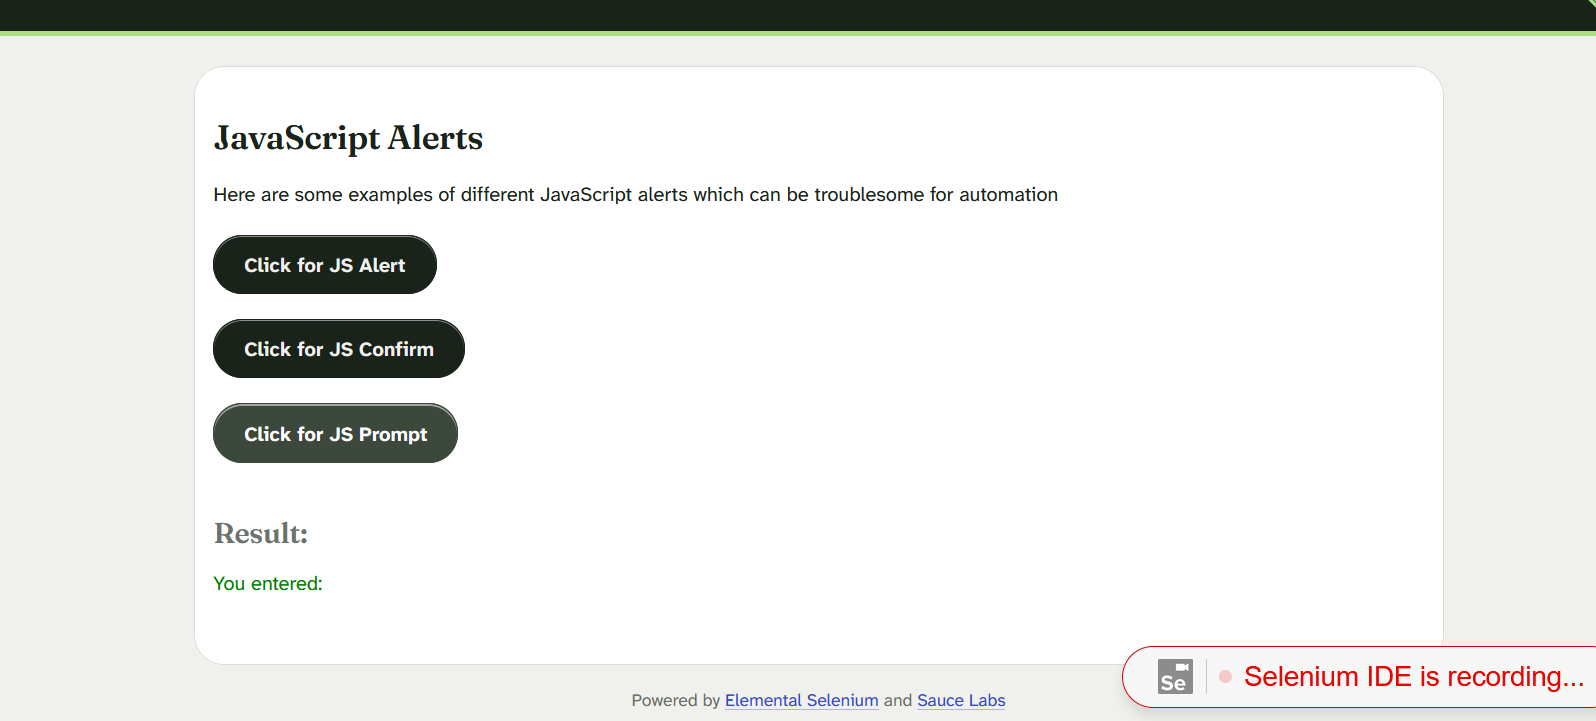 JavaScript Alerts
Here are some examples of different JavaScript alerts which can be troublesome for automation
Click for JS Alert
Click for JS Confirm
Click for JS Prompt
Result:
You entered:
Powered by Elemental Selenium and Sauce Labs
Se
Selenium IDE is recording...